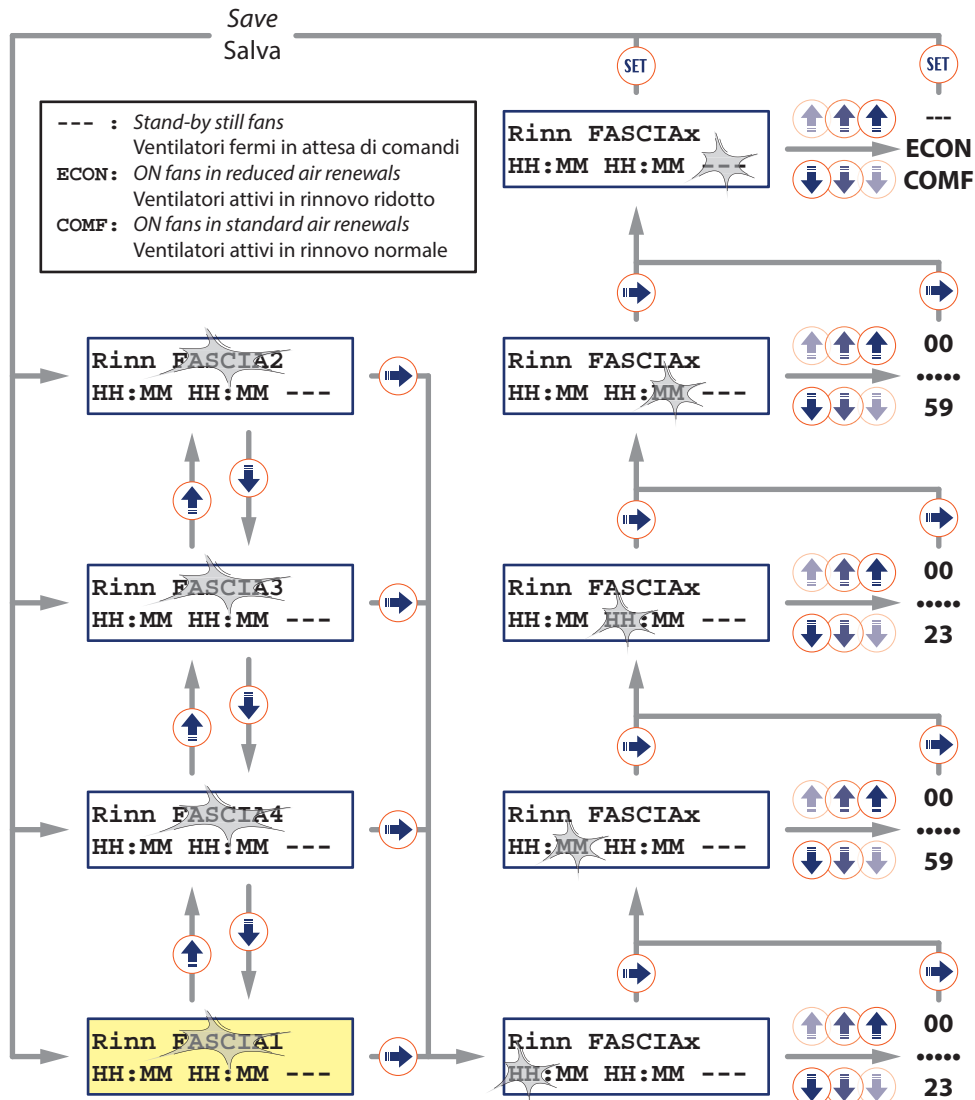 Save
Salva
SET
SET
--- : Stand-by still fans
Ventilatori fermi in attesa di comandi
ECON: ON fans in reduced air renewals
Ventilatori attivi in rinnovo ridotto
COMF: ON fans in standard air renewals
Ventilatori attivi in rinnovo normale
Rinn FASCIAx
HH:MM HH:MM ---
---
ECON
COMF
Rinn FASCIA2
HH:MM HH:MM ---
Rinn FASCIAx
HH:MM HH:MM ---
00
•••••
59
Rinn FASCIA3
HH:MM HH:MM ---
Rinn FASCIAx
HH:MM HH:MM ---
00
•••••
23
Rinn FASCIA4
HH:MM HH:MM ---
Rinn FASCIAx
HH:MM HH:MM ---
00
•••••
59
Rinn FASCIA1
HH:MM HH:MM ---
Rinn FASCIAx
HH:MM HH:MM ---
00
•••••
23